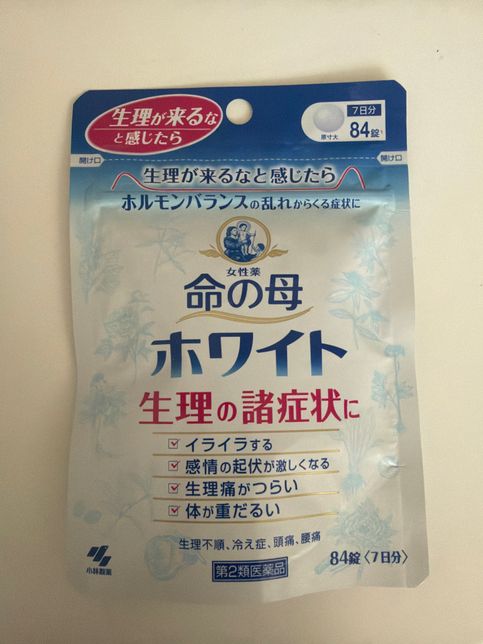 生理が来るな
と感じたら
原寸大
7日分
84錠
開け口
開け口
生理が来るなと感じたら
ホルモンバランスの乱れからくる症状に
女性薬
命の母
ホワイト
生理の諸症状に
イライラする
感情の起伏が激しくなる
生理痛がつらい
体が重だるい
生理不順、冷え症、頭痛、腰痛
小林製薬
第2類医薬品
84錠〈7日分〉